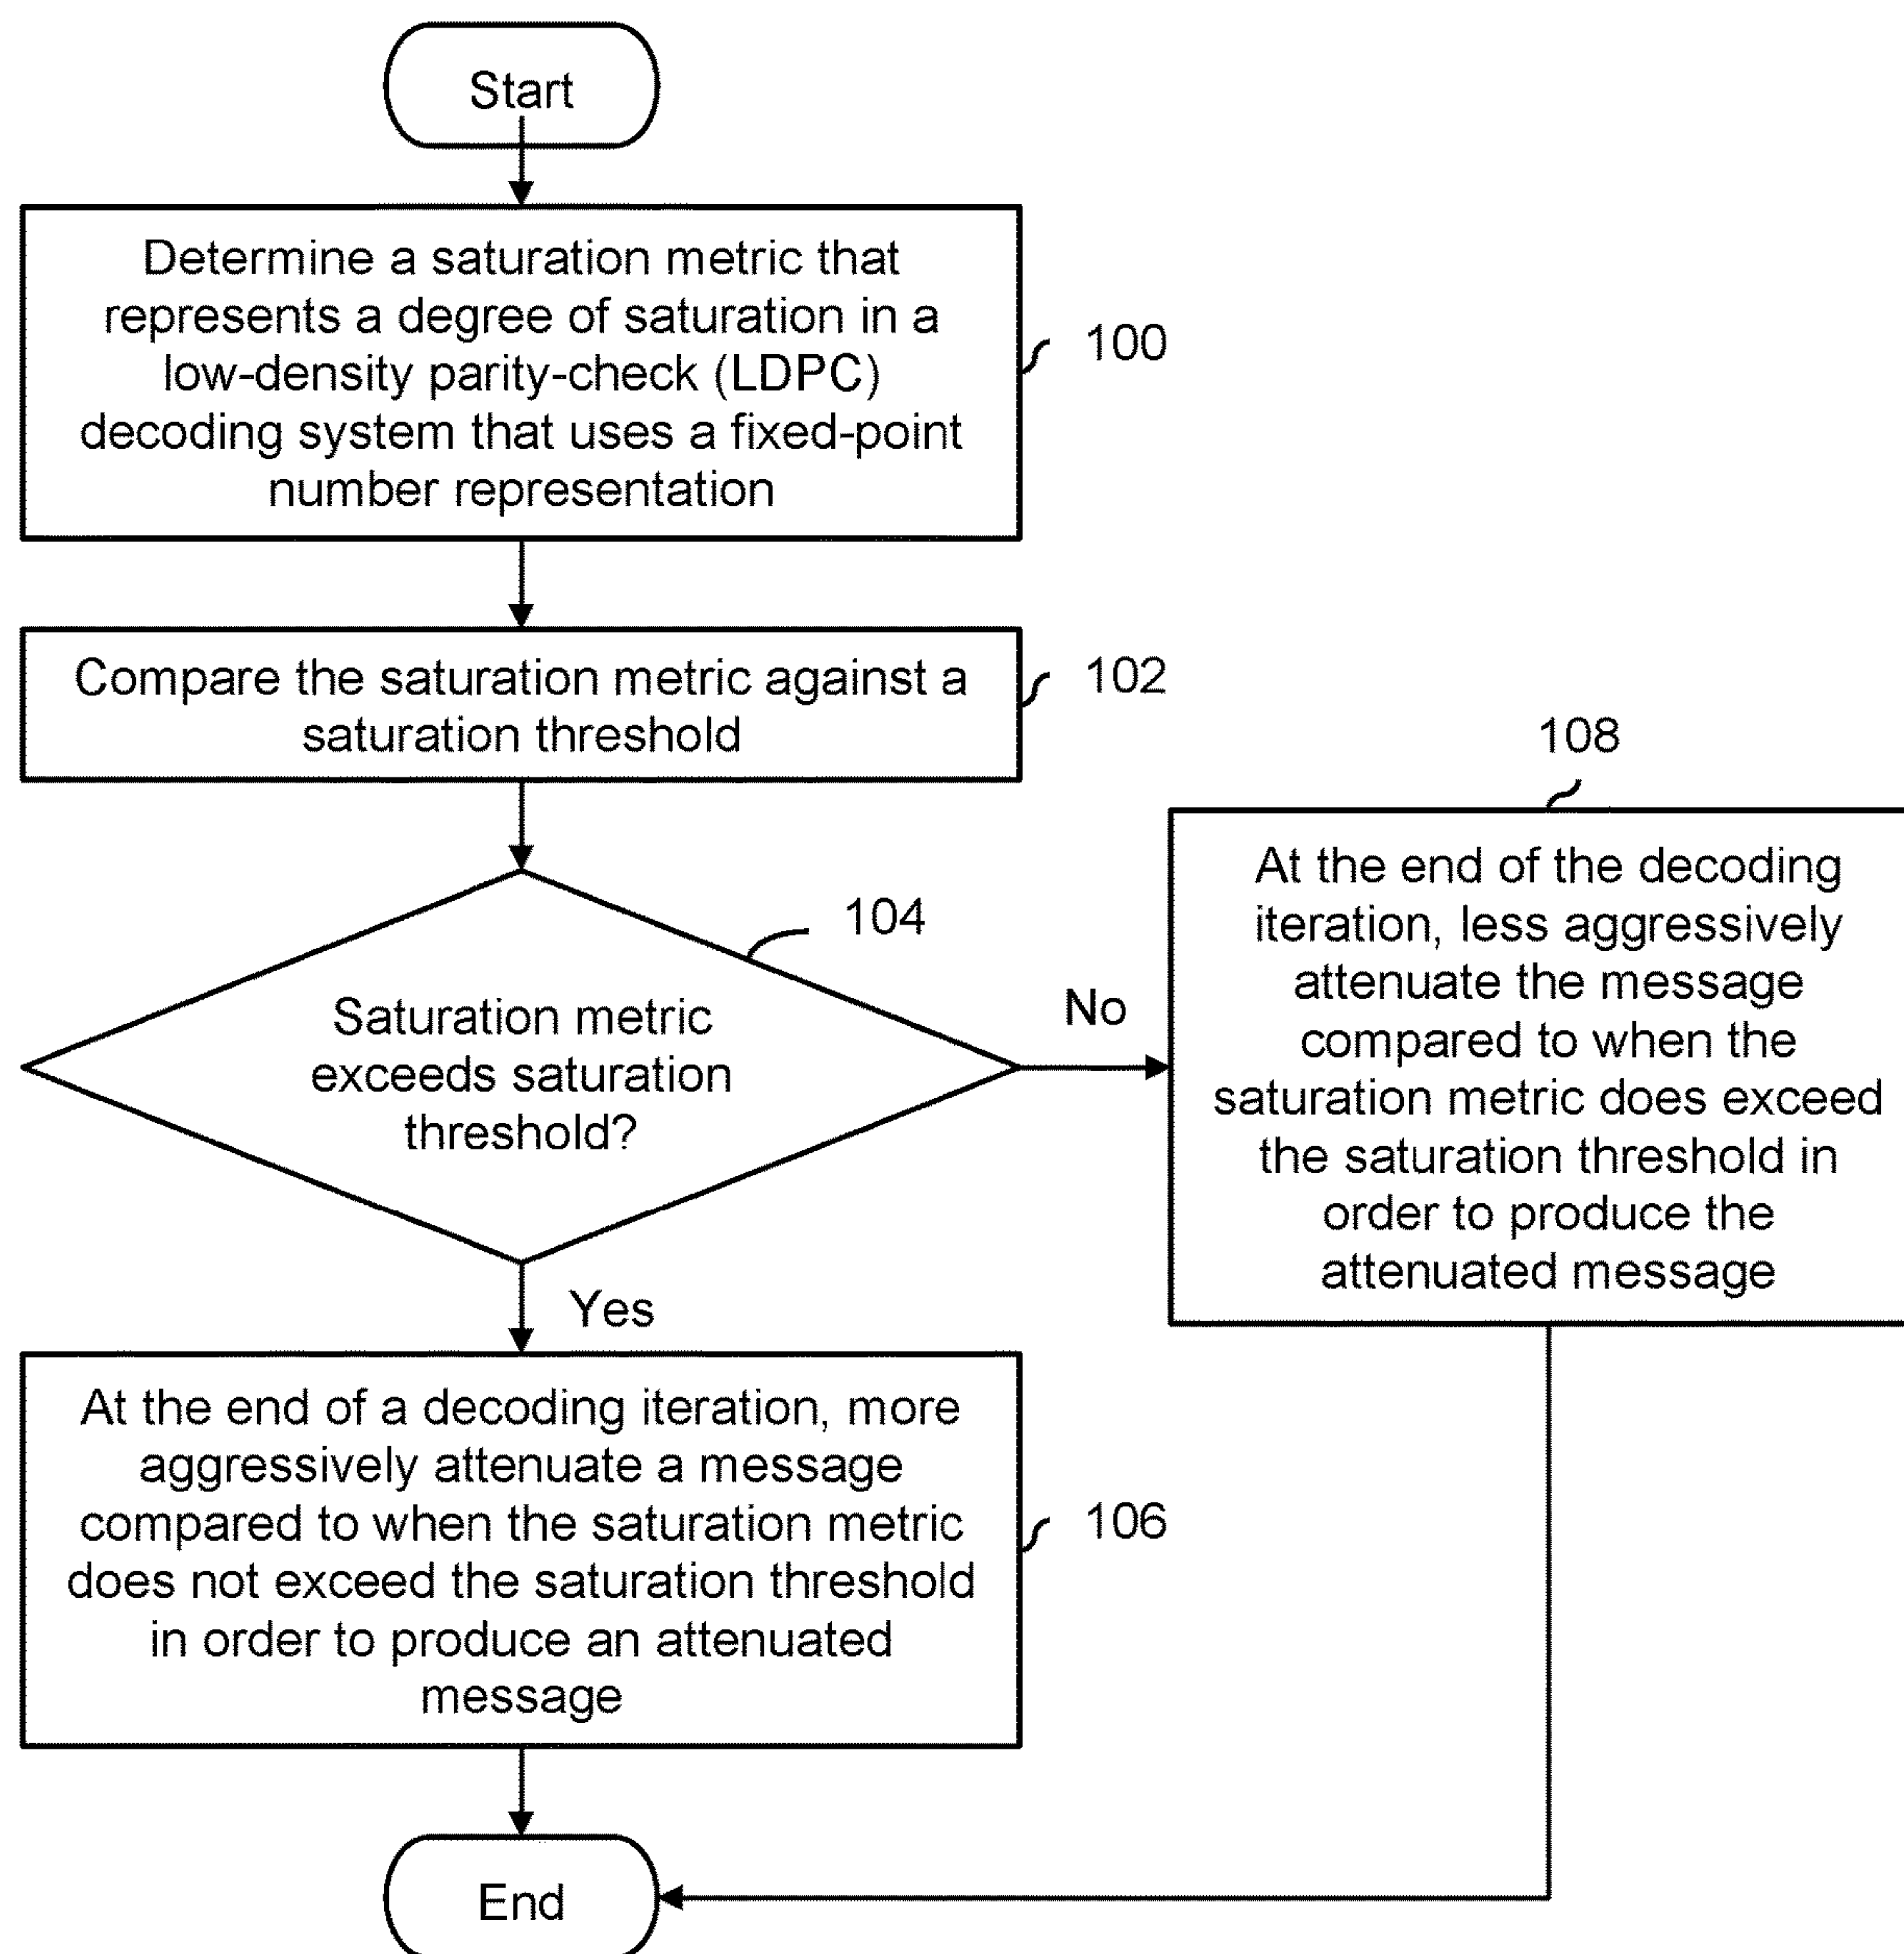 Start
Determine a saturation metric that
represents a degree of saturation in a
low-density parity-check (LDPC)
decoding system that uses a fixed-point
number representation
100
Compare the saturation metric against a
saturation threshold
102
104
Saturation metric
exceeds saturation
threshold?
No
108
At the end of the decoding
iteration, less aggressively
attenuate the message
compared to when the
saturation metric does exceed
the saturation threshold in
order to produce the
attenuated message
Yes
At the end of a decoding iteration, more
aggressively attenuate a message
compared to when the saturation metric
does not exceed the saturation threshold
in order to produce an attenuated
message
106
End